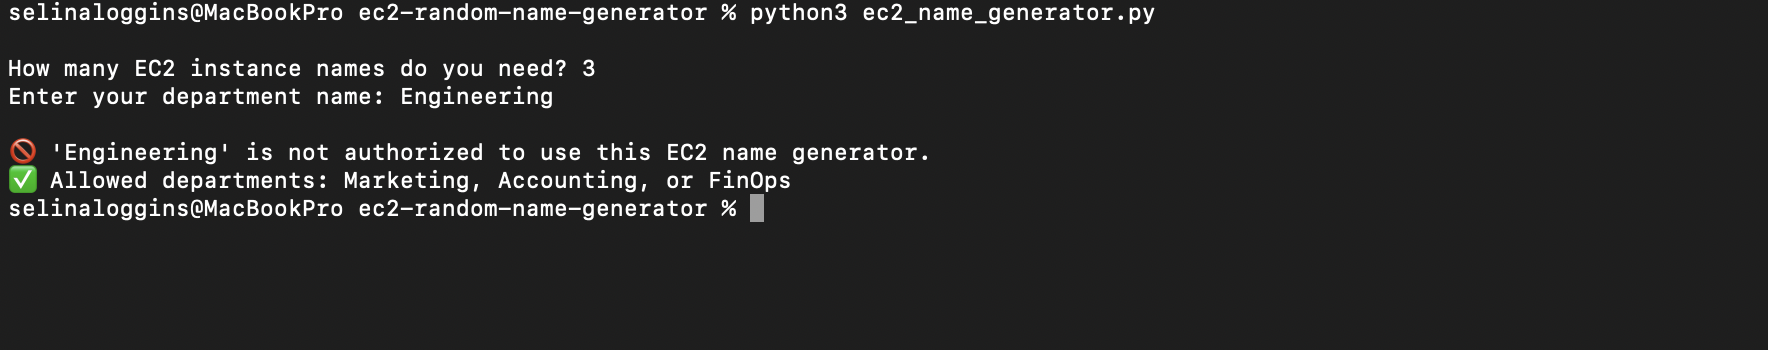 selinaloggins@MacBookPro ec2-random-name-generator % python3 ec2_name_generator.py
How many EC2 instance names do you need? 3
Enter your department name: Engineering
🚫 'Engineering' is not authorized to use this EC2 name generator.
✅ Allowed departments: Marketing, Accounting, or FinOps
selinaloggins@MacBookPro ec2-random-name-generator %